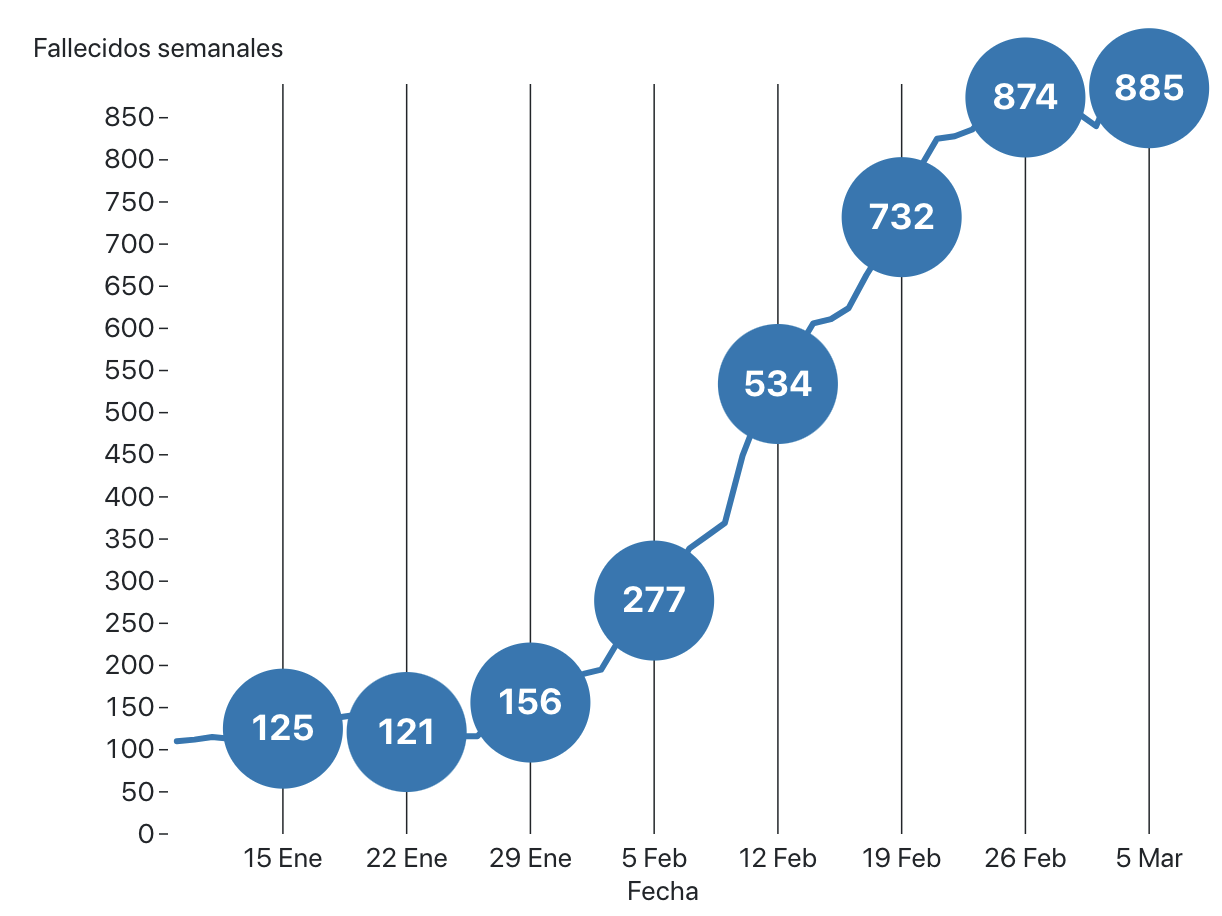 Fallecidos semanales
850
800
750
700
650
600
550
500
450
400
350
300
250
200
150
100
50
0
125
121
156
277
534
732
874
885
15 Ene
22 Ene
29 Ene
5 Feb
12 Feb
19 Feb
26 Feb
5 Mar
Fecha